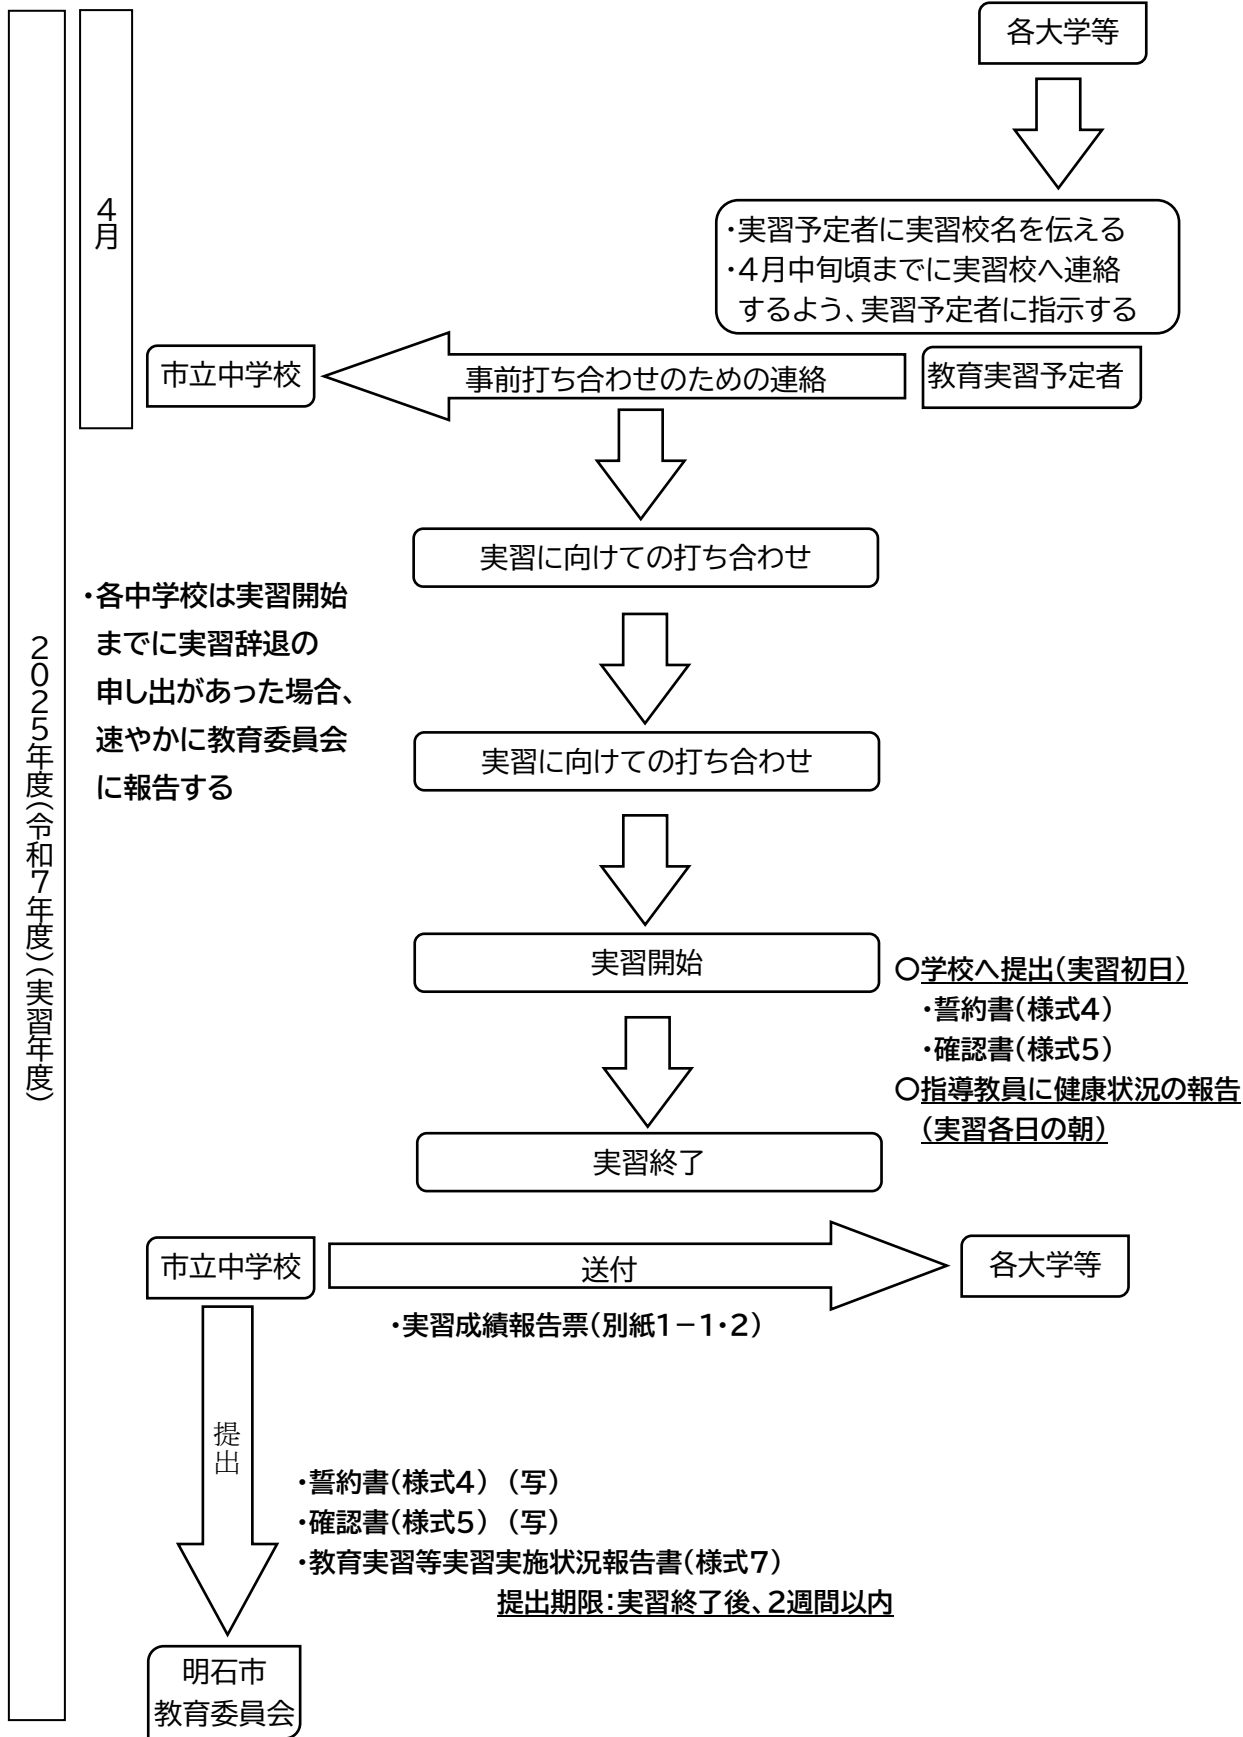 2025年度(令和7年度)(実習年度)
4月
各大学等
・実習予定者に実習校名を伝える
・4月中旬頃までに実習校へ連絡
するよう、実習予定者に指示する
市立中学校
事前打ち合わせのための連絡
教育実習予定者
実習に向けての打ち合わせ
・各中学校は実習開始
までに実習辞退の
申し出があった場合、
速やかに教育委員会
に報告する
実習に向けての打ち合わせ
実習開始
○学校へ提出(実習初日)
・誓約書(様式4)
・確認書(様式5)
○指導教員に健康状況の報告
(実習各日の朝)
実習終了
市立中学校
送付
各大学等
・実習成績報告票(別紙1-1・2)
提出
・誓約書(様式4) (写)
・確認書(様式5) (写)
・教育実習等実習実施状況報告書(様式7)
提出期限:実習終了後、2週間以内
明石市
教育委員会